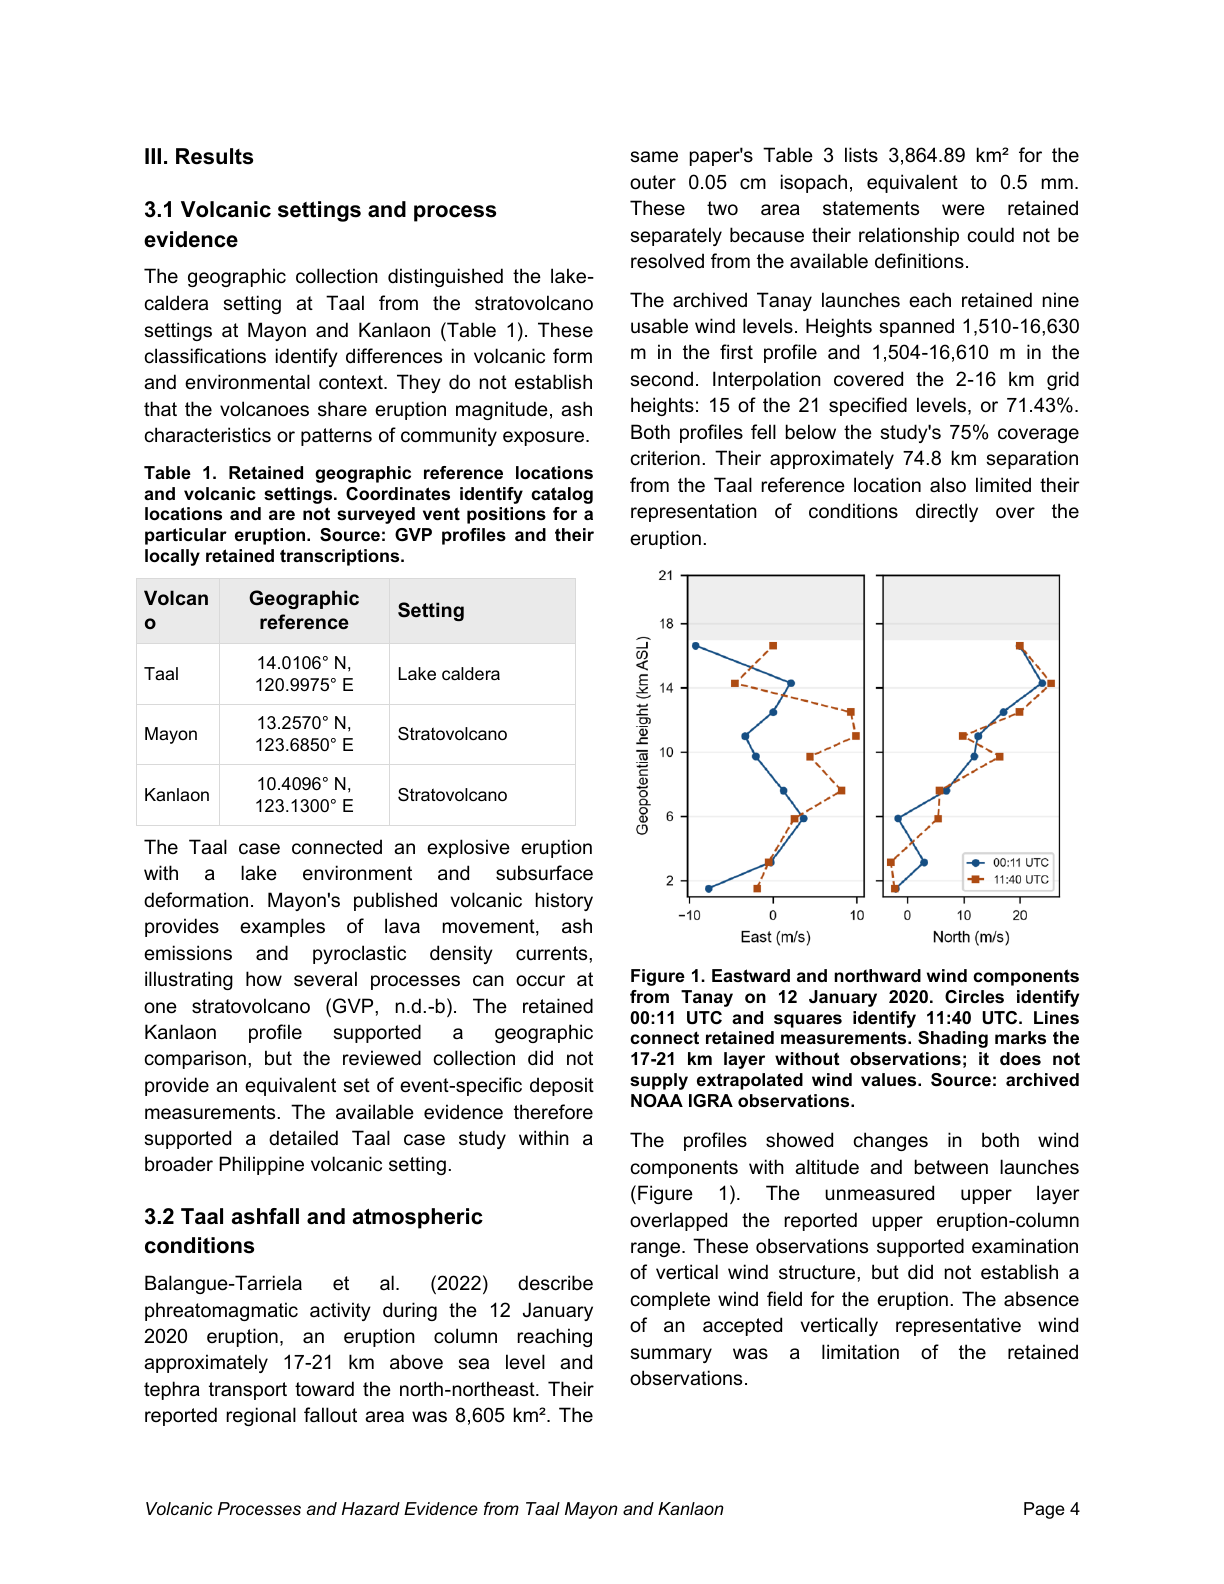 III. Results
3.1 Volcanic settings and process
evidence
The geographic collection distinguished the lake-
caldera setting at Taal from the stratovolcano
settings at Mayon and Kanlaon (Table 1). These
classifications identify differences in volcanic form
and environmental context. They do not establish
that the volcanoes share eruption magnitude, ash
characteristics or patterns of community exposure.
Table 1. Retained geographic reference locations
and volcanic settings. Coordinates identify catalog
locations and are not surveyed vent positions for a
particular eruption. Source: GVP profiles and their
locally retained transcriptions.
Volcan
o
Geographic
reference
Setting
Taal
14.0106° N,
120.9975° E
Lake caldera
Mayon
13.2570° N,
123.6850° E
Stratovolcano
Kanlaon
10.4096° N,
123.1300° E
Stratovolcano
The Taal case connected an explosive eruption
with a lake environment and subsurface
deformation. Mayon's published volcanic history
provides examples of lava movement, ash
emissions and pyroclastic density currents,
illustrating how several processes can occur at
one stratovolcano (GVP, n.d.-b). The retained
Kanlaon profile supported a geographic
comparison, but the reviewed collection did not
provide an equivalent set of event-specific deposit
measurements. The available evidence therefore
supported a detailed Taal case study within a
broader Philippine volcanic setting.
3.2 Taal ashfall and atmospheric
conditions
Balangue-Tarriela et al. (2022) describe
phreatomagmatic activity during the 12 January
2020 eruption, an eruption column reaching
approximately 17-21 km above sea level and
tephra transport toward the north-northeast. Their
reported regional fallout area was 8,605 km². The
same paper's Table 3 lists 3,864.89 km² for the
outer 0.05 cm isopach, equivalent to 0.5 mm.
These two area statements were retained
separately because their relationship could not be
resolved from the available definitions.
The archived Tanay launches each retained nine
usable wind levels. Heights spanned 1,510-16,630
m in the first profile and 1,504-16,610 m in the
second. Interpolation covered the 2-16 km grid
heights: 15 of the 21 specified levels, or 71.43%.
Both profiles fell below the study's 75% coverage
criterion. Their approximately 74.8 km separation
from the Taal reference location also limited their
representation of conditions directly over the
eruption.
21
18
14
10
6
2
Geopotential height (km ASL)
−10 0 10
East (m/s)
0 10 20
North (m/s)
00:11 UTC
11:40 UTC
Figure 1. Eastward and northward wind components
from Tanay on 12 January 2020. Circles identify
00:11 UTC and squares identify 11:40 UTC. Lines
connect retained measurements. Shading marks the
17-21 km layer without observations; it does not
supply extrapolated wind values. Source: archived
NOAA IGRA observations.
The profiles showed changes in both wind
components with altitude and between launches
(Figure 1). The unmeasured upper layer
overlapped the reported upper eruption-column
range. These observations supported examination
of vertical wind structure, but did not establish a
complete wind field for the eruption. The absence
of an accepted vertically representative wind
summary was a limitation of the retained
observations.
Volcanic Processes and Hazard Evidence from Taal Mayon and Kanlaon
Page 4